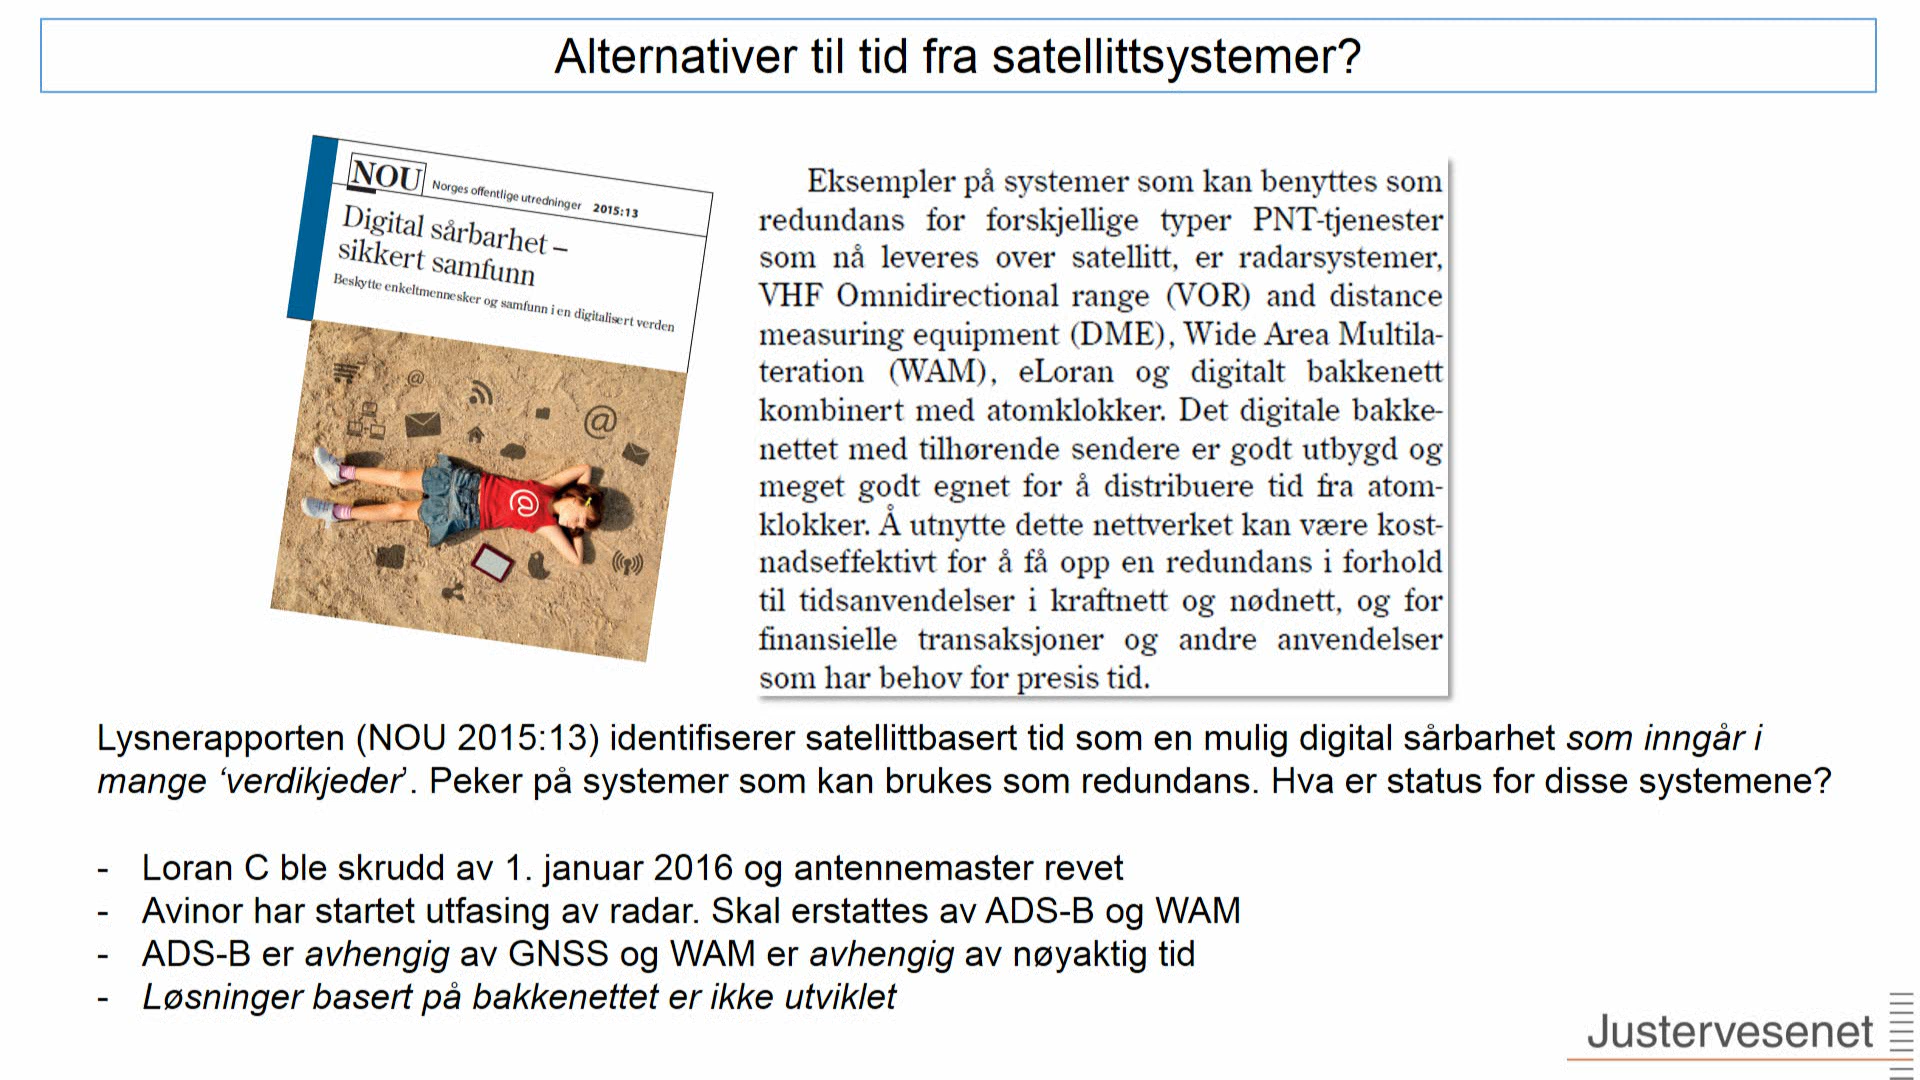 Alternativer til tid fra satellittsystemer?
NOU Norges offentlige utredninger 2015:13
Digital sårbarhet –
sikkert samfunn
Beskytte enkeltmennesker og samfunn i en digitalisert verden
@
@
@
Eksempler på systemer som kan benyttes som
redundans for forskjellige typer PNT-tjenester
som nå leveres over satellitt, er radarsystemer,
VHF Omnidirectional range (VOR) and distance
measuring equipment (DME), Wide Area Multila-
teration (WAM), eLoran og digitalt bakkenett
kombinert med atomklokker. Det digitale bakke-
nettet med tilhørende sendere er godt utbygd og
meget godt egnet for å distribuere tid fra atom-
klokker. Å utnytte dette nettverket kan være kost-
nadseffektivt for å få opp en redundans i forhold
til tidsanvendelser i kraftnett og nødnett, og for
finansielle transaksjoner og andre anvendelser
som har behov for presis tid.
Lysnerapporten (NOU 2015:13) identifiserer satellittbasert tid som en mulig digital sårbarhet som inngår i
mange ‘verdikjeder’. Peker på systemer som kan brukes som redundans. Hva er status for disse systemene?
- Loran C ble skrudd av 1. januar 2016 og antennemaster revet
- Avinor har startet utfasing av radar. Skal erstattes av ADS-B og WAM
- ADS-B er avhengig av GNSS og WAM er avhengig av nøyaktig tid
- Løsninger basert på bakkenettet er ikke utviklet
Justervesenet